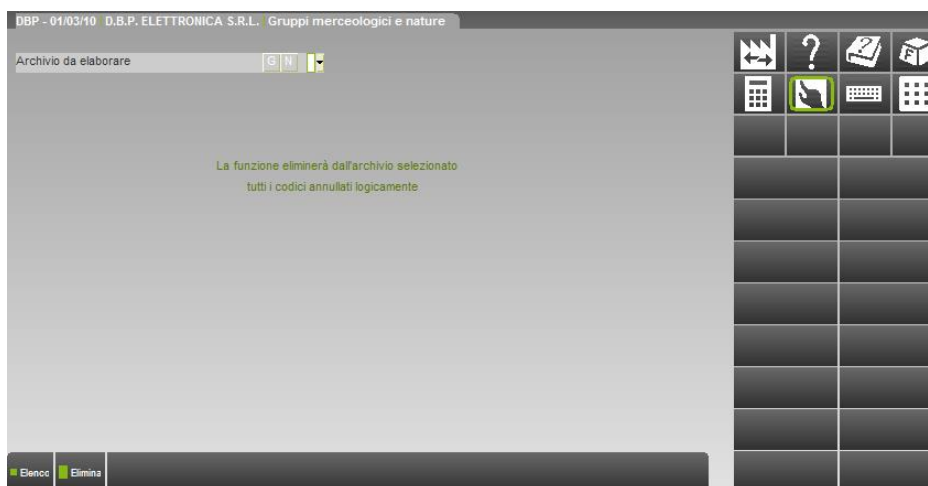 DBP - 01/03/10 D.B.P. ELETTRONICA S.R.L. Gruppi merceologici e nature
Archivio da elaborare G N
La funzione eliminerà dall'archivio selezionato
tutti i codici annullati logicamente
Elenco Elimina